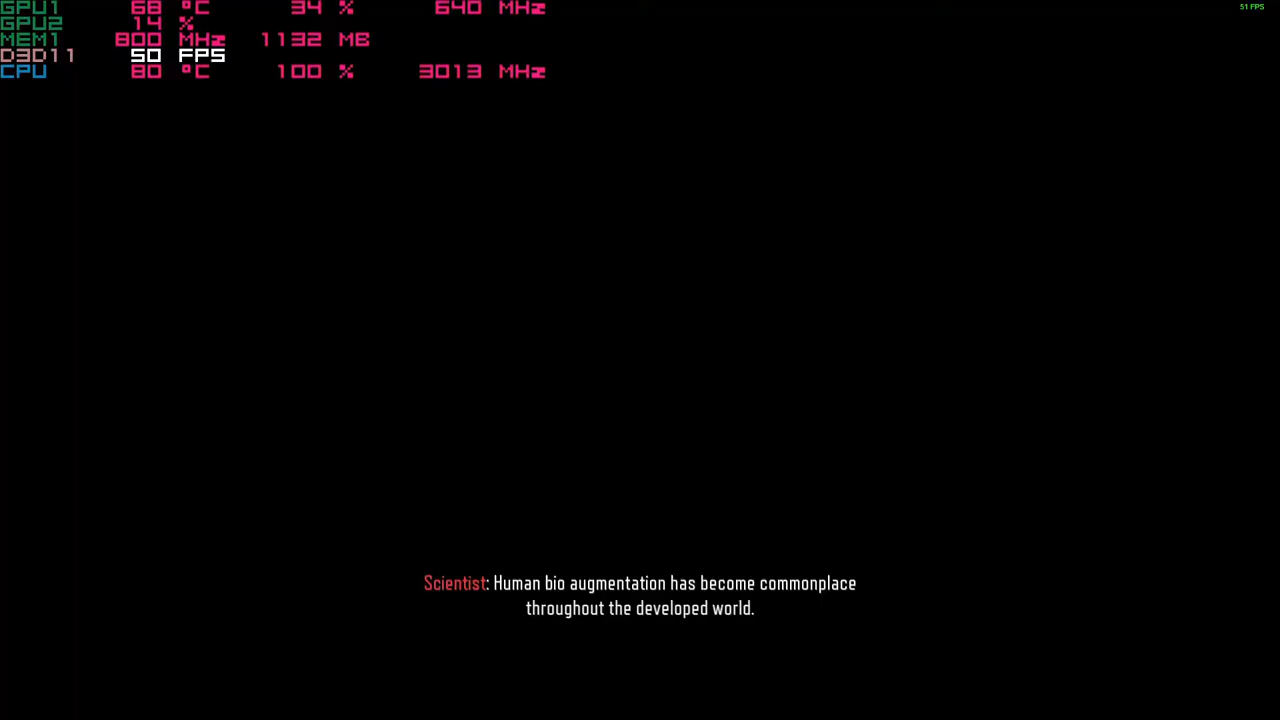 GPU1 68 °C 34 % 640 MHz
51 FPS
GPU2 14 %
MEM1 800 MHz 1132 MB
D3D11 50 FPS
CPU 80 °C 100 % 3013 MHz
Scientist: Human bio augmentation has become commonplace
throughout the developed world.